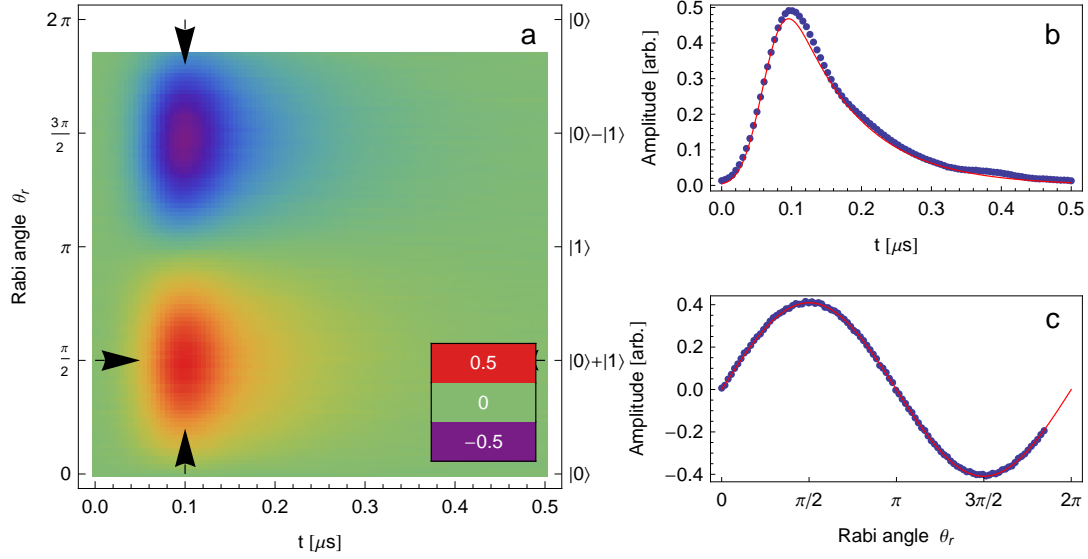 a
2π
3π/2
π
π/2
0
Rabi angle θr
|0⟩
|0⟩−|1⟩
|1⟩
|0⟩+|1⟩
|0⟩
0.5
0
−0.5
0.0 0.1 0.2 0.3 0.4 0.5
t [μs]
b
0.5
0.4
0.3
0.2
0.1
0.0
Amplitude [arb.]
0.0 0.1 0.2 0.3 0.4 0.5
t [μs]
c
0.4
0.2
0.0
−0.2
−0.4
Amplitude [arb.]
0 π/2 π 3π/2 2π
Rabi angle θr